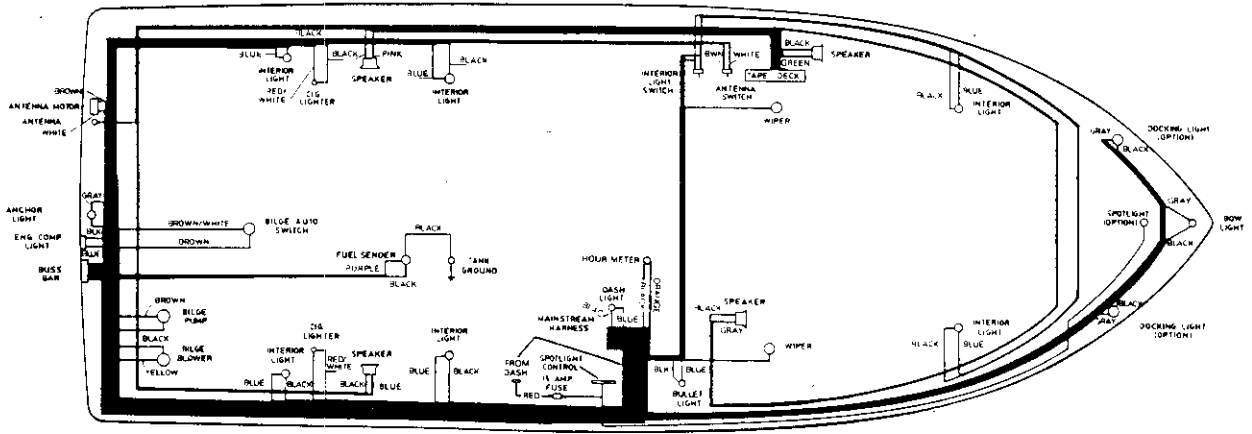 BLACK
BLUE
INTERIOR
LIGHT
RED/
WHITE
CIG
LIGHTER
BLACK
PINK
SPEAKER
BLUE
BLACK
INTERIOR
LIGHT
BWN
WHITE
INTERIOR
LIGHT
SWITCH
ANTENNA
SWITCH
BLACK
SPEAKER
GREEN
TAPE DECK
WIPER
BLACK
BLUE
INTERIOR
LIGHT
BROWN
ANTENNA MOTOR
ANTENNA
WHITE
GRAY
DOCKING LIGHT
(OPTION)
BLACK
GRAY
ANCHOR
LIGHT
BLK
ENG COMP
LIGHT
BLUE
BUSS
BAR
BROWN/WHITE
BILGE AUTO
SWITCH
BROWN
BLACK
FUEL SENDER
PURPLE
BLACK
TANK
GROUND
HOUR METER
BLACK
ORANGE
DASH
LIGHT
BLUE
MAINSTREAM
HARNESS
SPOTLIGHT
(OPTION)
GRAY
BOW
LIGHT
BLACK
BROWN
BILGE
PUMP
BLACK
BILGE
BLOWER
YELLOW
CIG
LIGHTER
INTERIOR
LIGHT
BLUE
BLACK
RED/
WHITE
SPEAKER
BLACK
BLUE
INTERIOR
LIGHT
BLUE
BLACK
FROM
DASH
SPOTLIGHT
CONTROL
15 AMP
FUSE
RED
BLACK
SPEAKER
GRAY
WIPER
BLK
BLUE
BULLET
LIGHT
INTERIOR
LIGHT
BLACK
BLUE
BLACK
GRAY
DOCKING LIGHT
(OPTION)